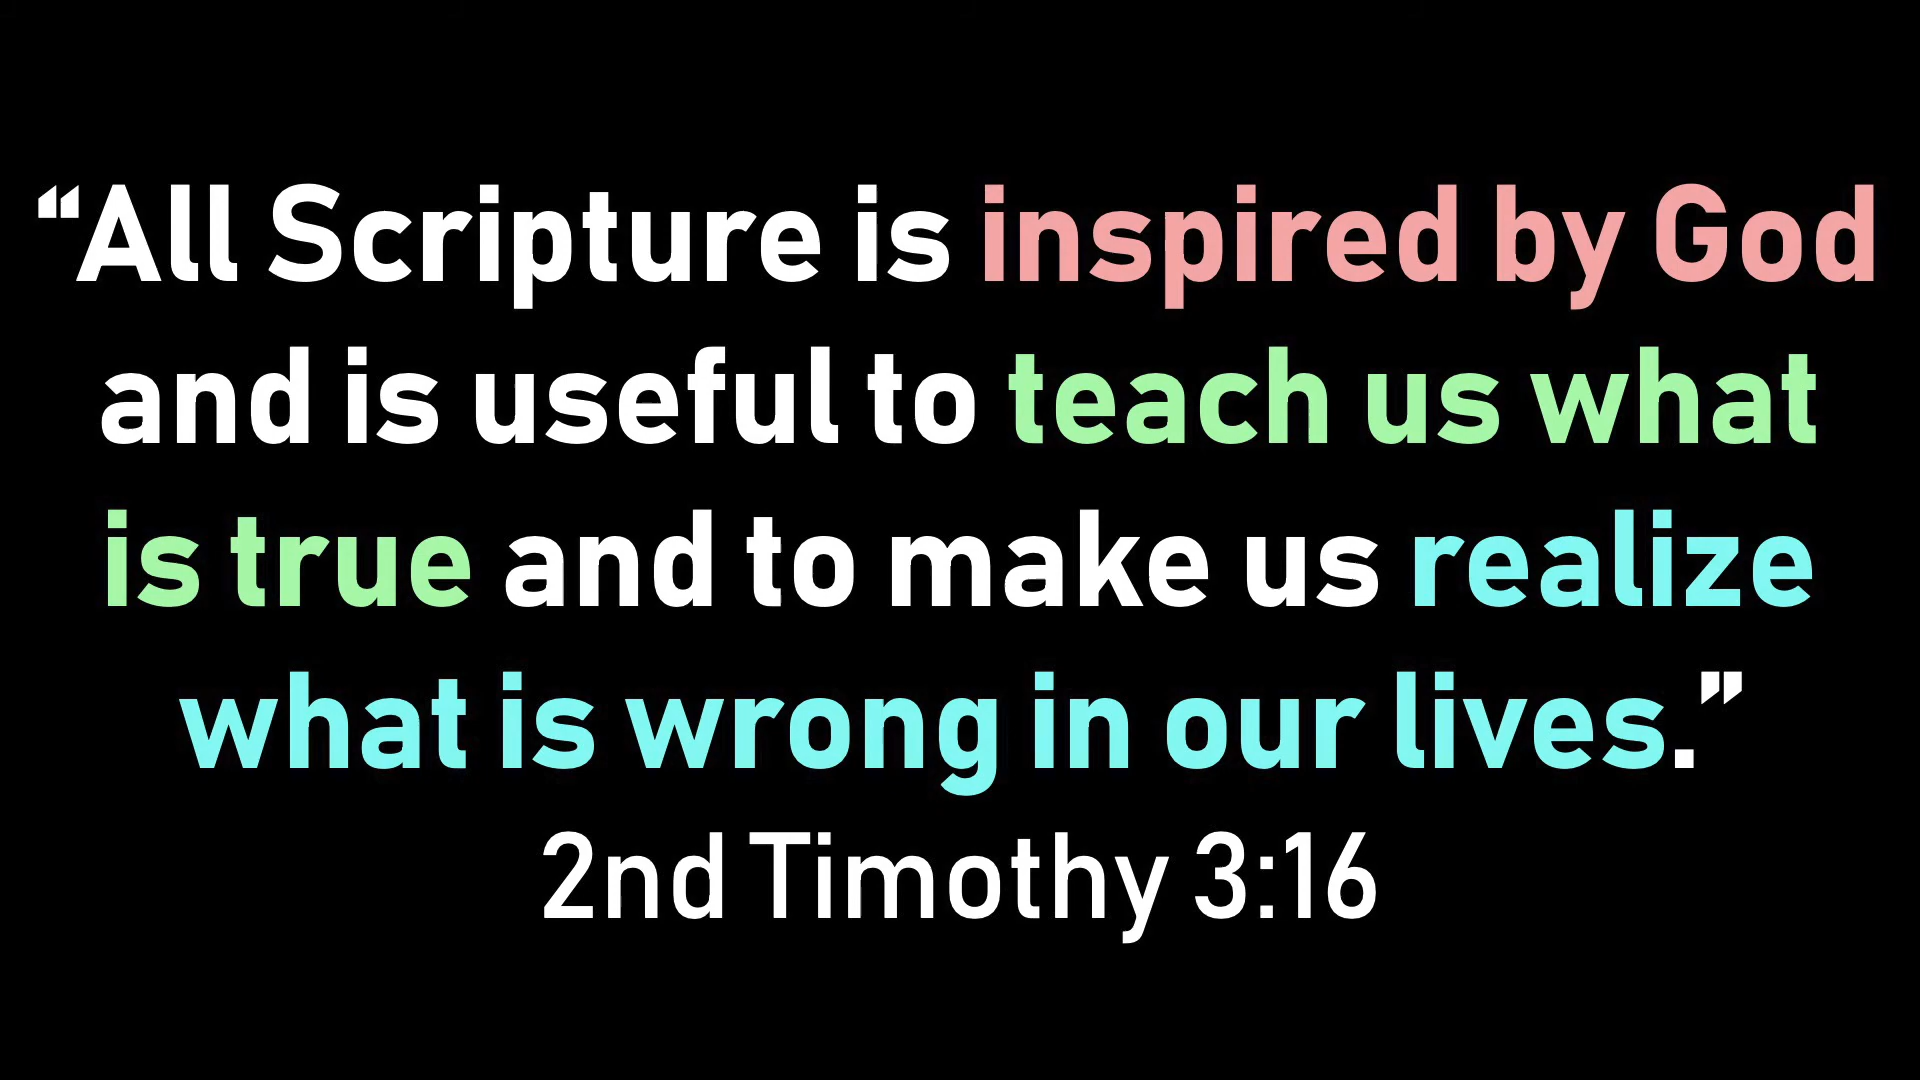 “All Scripture is inspired by God
and is useful to teach us what
is true and to make us realize
what is wrong in our lives.”
2nd Timothy 3:16